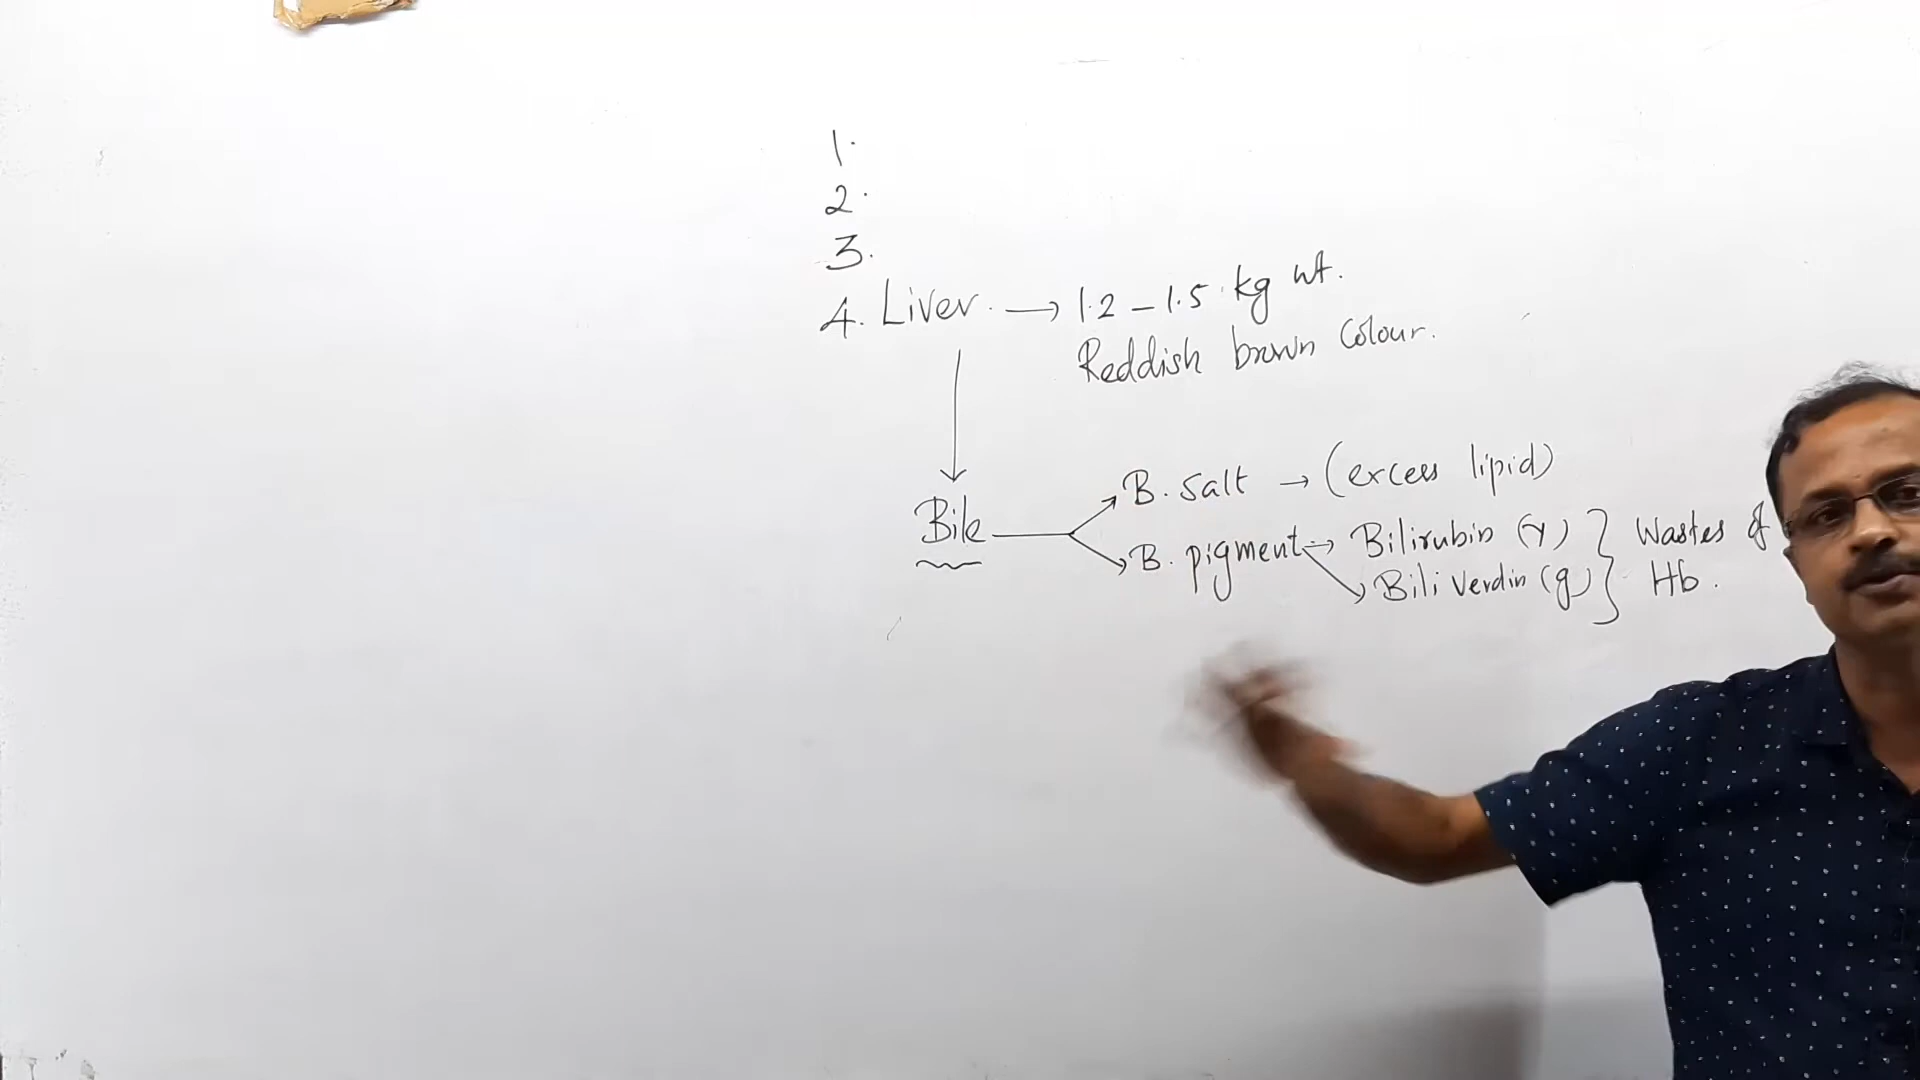 1.
2.
3.
4. Liver. → 1.2 – 1.5 kg wt.
Reddish brown Colour.
Bile
B. Salt → (excess lipid)
B. pigment → Bilirubin (y) } Wastes of
Bili Verdin (g) } Hb.